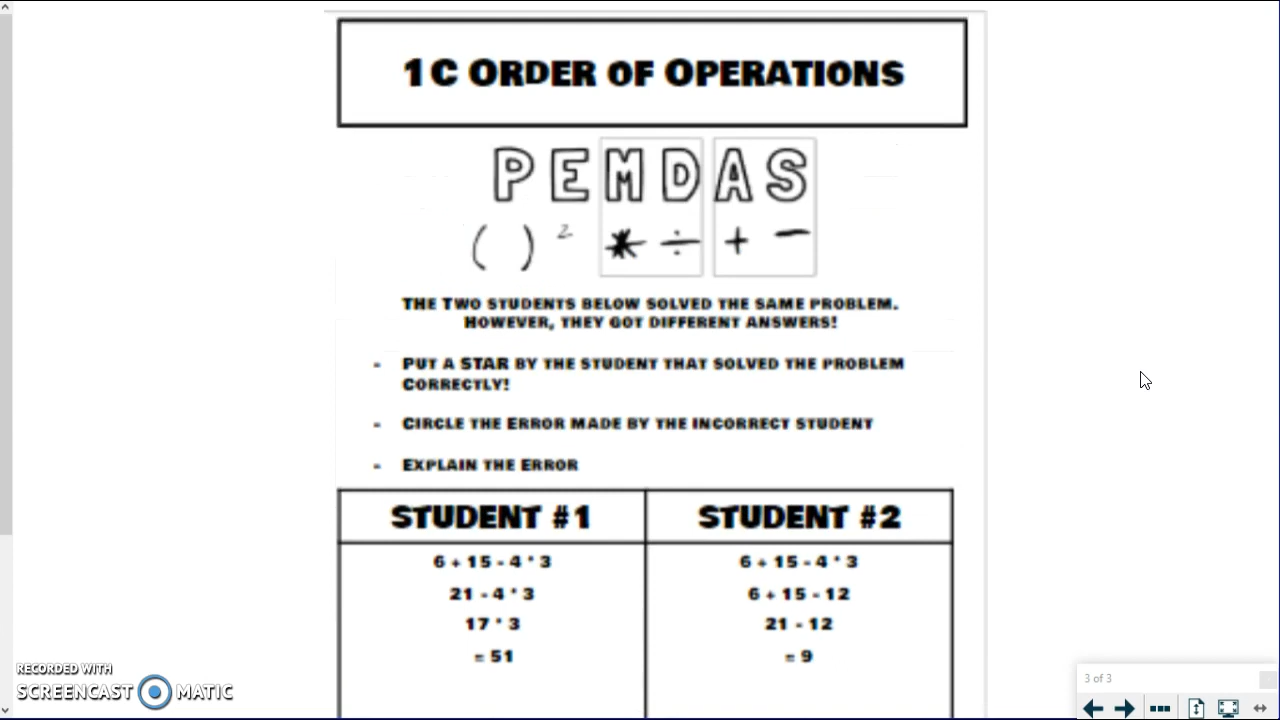 1C ORDER OF OPERATIONS
PEMDAS
( ) 2 * ÷ + −
THE TWO STUDENTS BELOW SOLVED THE SAME PROBLEM.
HOWEVER, THEY GOT DIFFERENT ANSWERS!
- PUT A STAR BY THE STUDENT THAT SOLVED THE PROBLEM
CORRECTLY!
- CIRCLE THE ERROR MADE BY THE INCORRECT STUDENT
- EXPLAIN THE ERROR
STUDENT #1
6 + 15 - 4 * 3
21 - 4 * 3
17 * 3
= 51
STUDENT #2
6 + 15 - 4 * 3
6 + 15 - 12
21 - 12
= 9
RECORDED WITH
SCREENCAST MATIC
3 of 3